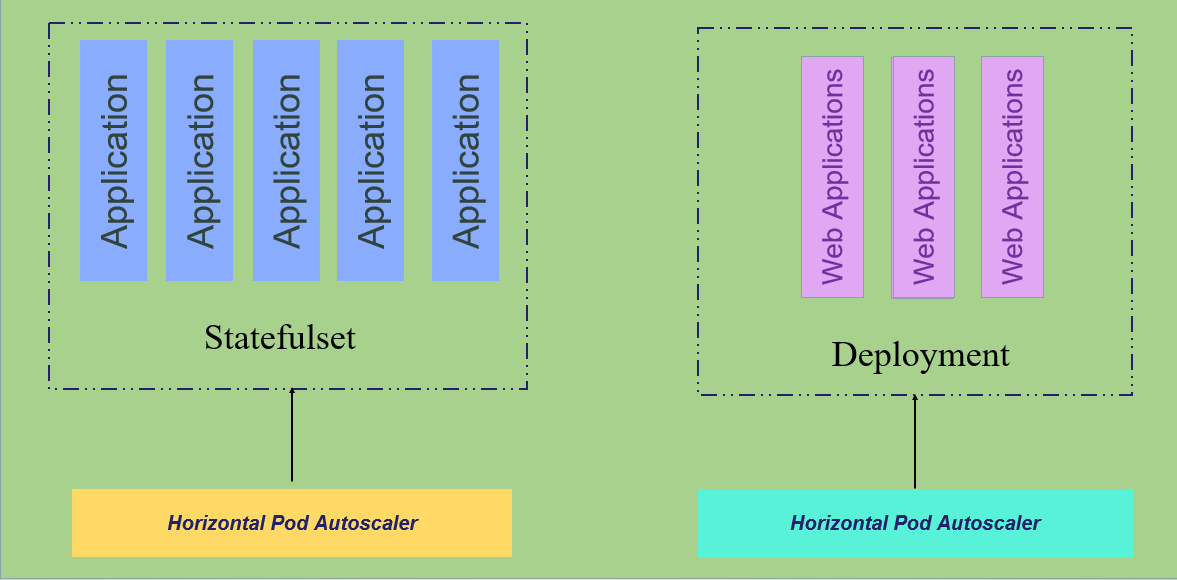 Application
Application
Application
Application
Application
Statefulset
Horizontal Pod Autoscaler
Web Applications
Web Applications
Web Applications
Deployment
Horizontal Pod Autoscaler